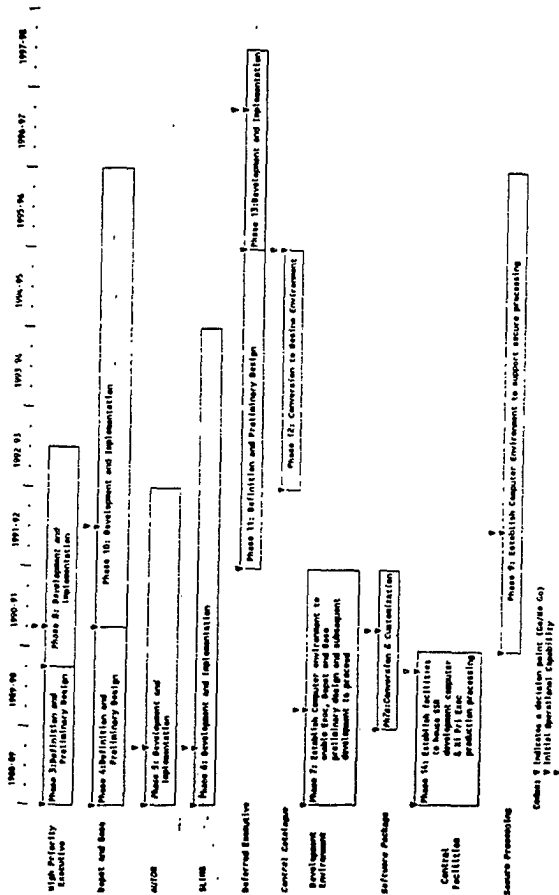 1988-89 1989-90 1990-91 1991-92 1992-93 1993-94 1994-95 1995-96 1996-97 1997-98
High Priority
Executive
Phase 3:Definition and
Preliminary Design
Phase 8: Development and
Implementation
Depot and Base
Phase 4:Definition and
Preliminary Design
Phase 10: Development and Implementation
AUTOR
Phase 5: Development and
Implementation
SLIMS
Phase 6: Development and Implementation
Deferred Executive
Phase 11: Definition and Preliminary Design
Phase 13:Development and Implementation
Central Catalogue
Phase 12: Conversion to Desine Environment
Development
Environment
Phase 7: Establish Computer environment to
enable Exec, Depot and Base
preliminary design and subsequent
development to proceed
Software Package
Ph7a:Conversion & Customization
Central
Facilities
Phase 14: Establish facilities
to house SSR
development computer
& Hi Pri Exec
production processing
Secure Processing
Phase 9: Establish Computer Environment to support secure processing
Codes: ▼ Indicates a decision point (Go/No Go)
▼ Initial Operational Capability